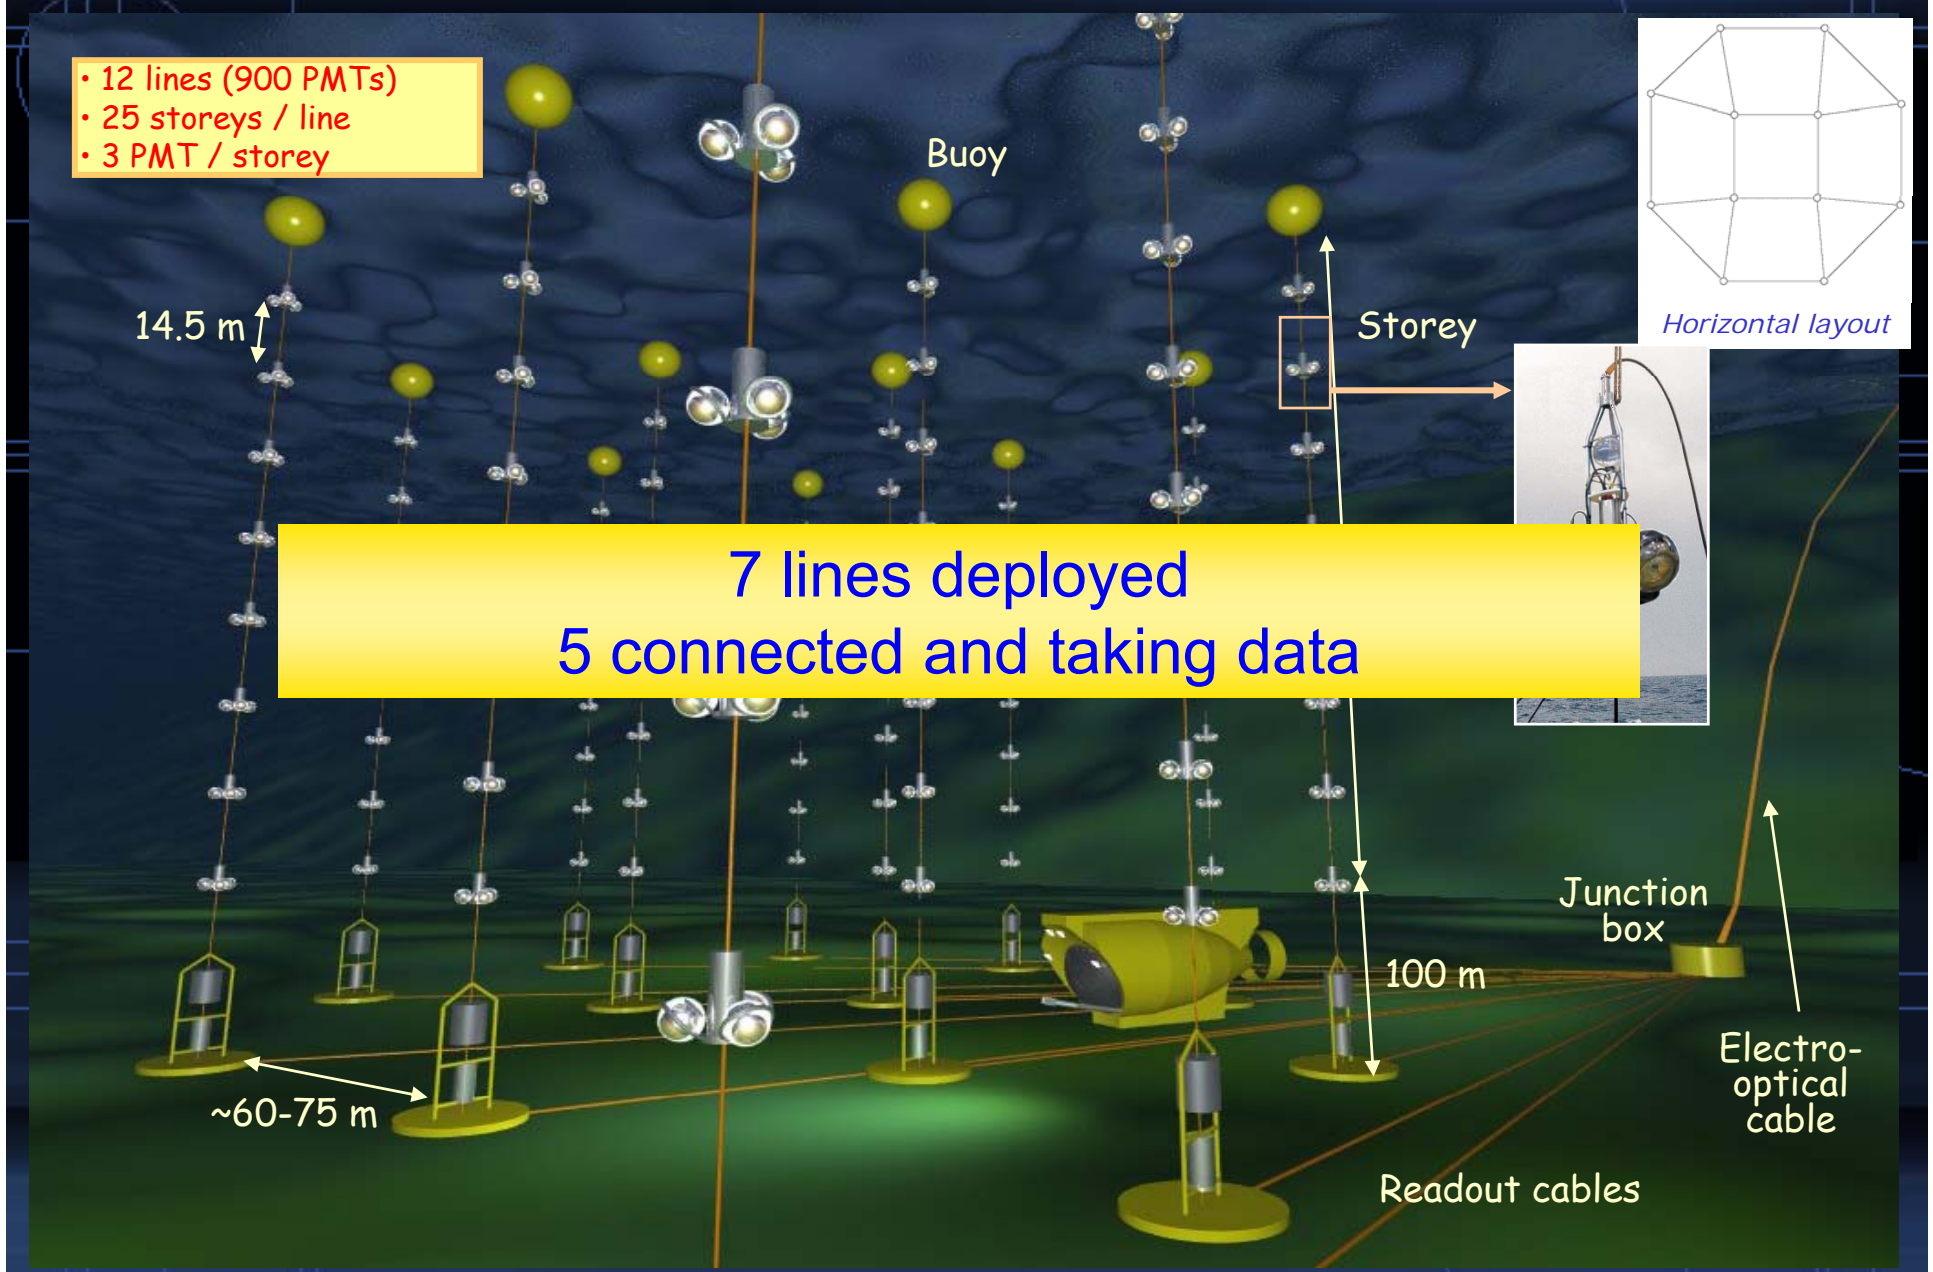 • 12 lines (900 PMTs)
• 25 storeys / line
• 3 PMT / storey
Buoy
14.5 m
Storey
Horizontal layout
7 lines deployed
5 connected and taking data
Junction
box
100 m
~60-75 m
Electro-
optical
cable
Readout cables